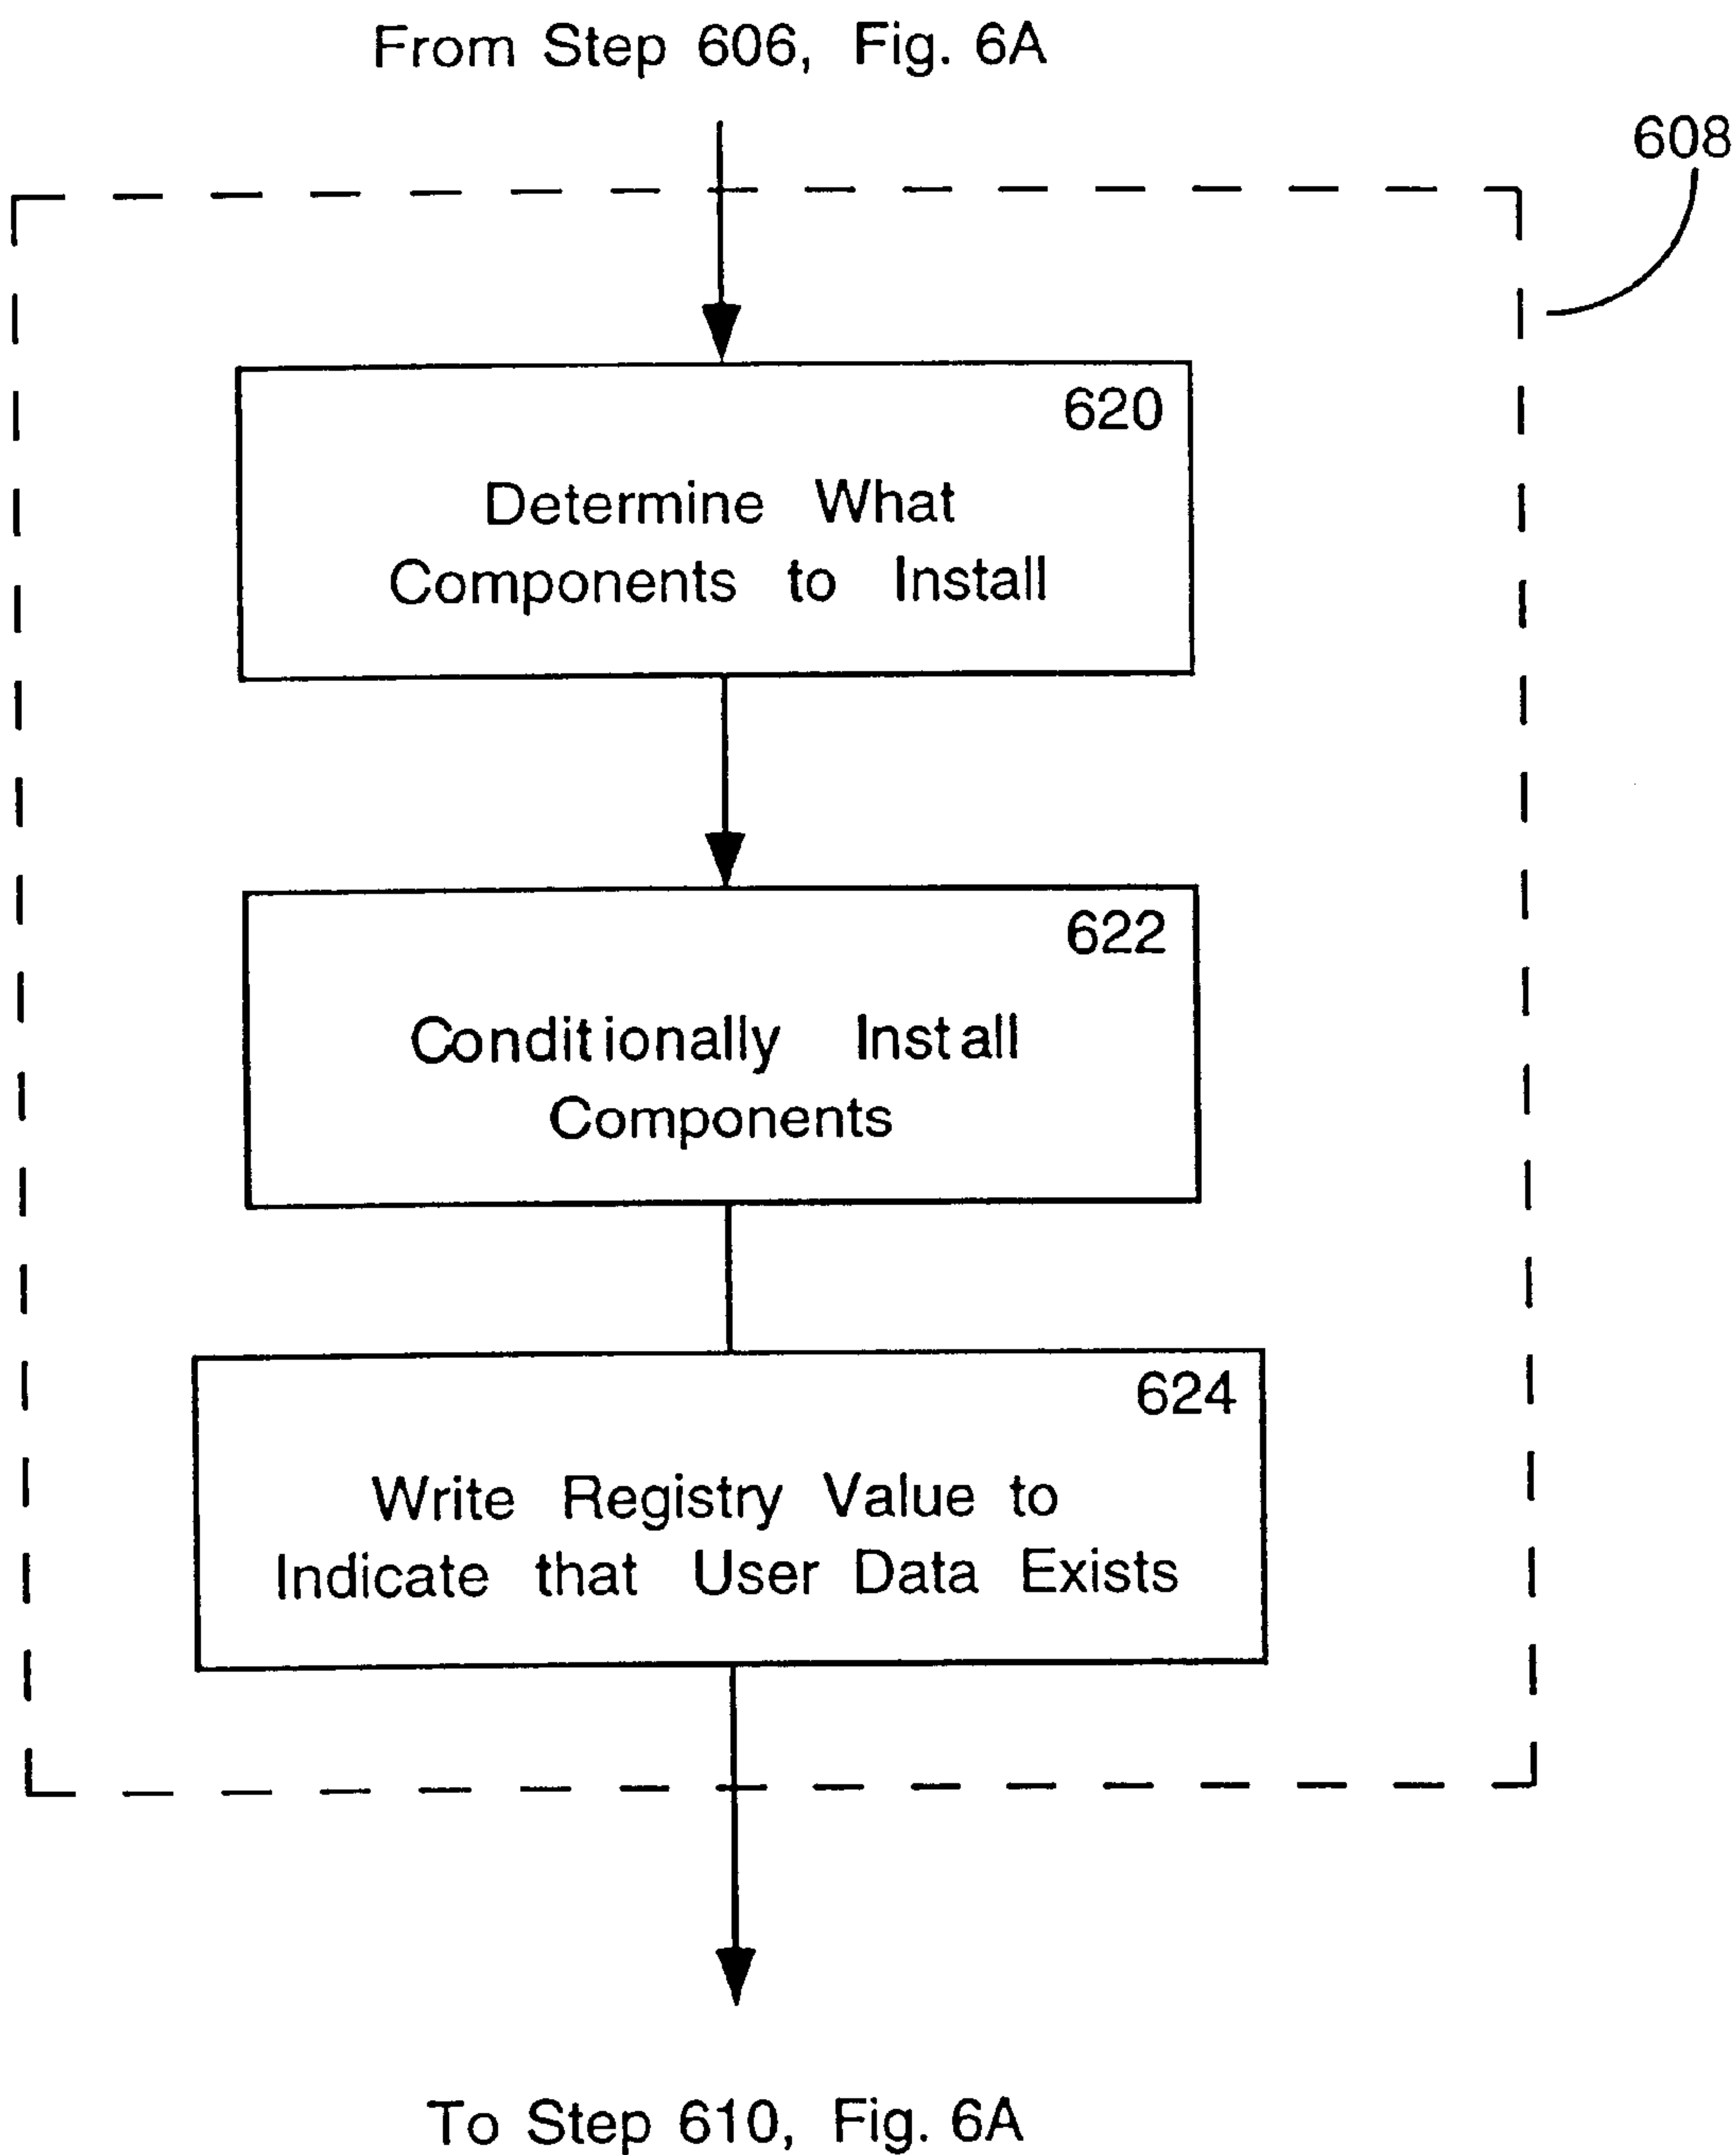 From Step 606, Fig. 6A
608
620
Determine What
Components to Install
622
Conditionally Install
Components
624
Write Registry Value to
Indicate that User Data Exists
To Step 610, Fig. 6A